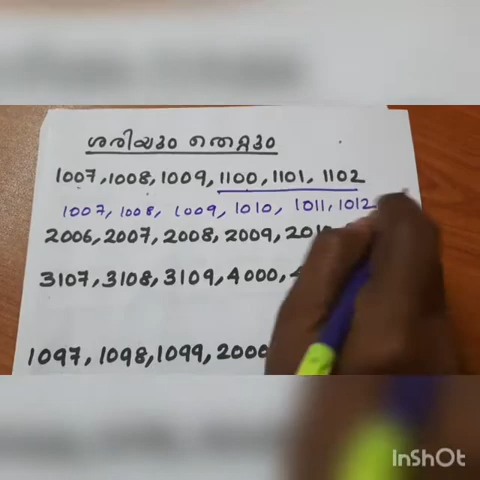 ശരിയും തെറ്റും
1007, 1008, 1009, 1100, 1101, 1102
1007, 1008, 1009, 1010, 1011, 1012
2006, 2007, 2008, 2009,
3107, 3108, 3109, 4000,
1097, 1098, 1099, 2000
InShOt